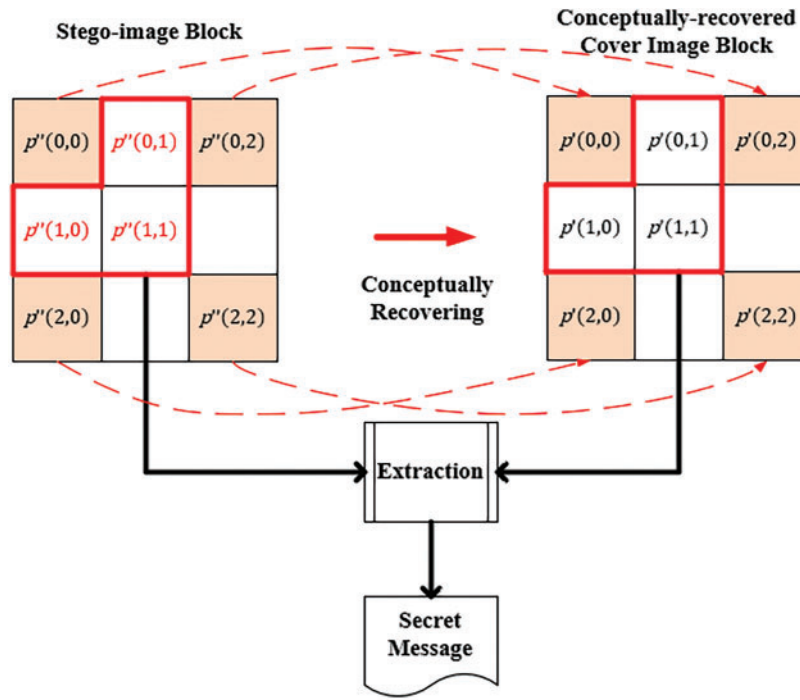 Stego-image Block
Conceptually-recovered
Cover Image Block
p''(0,0) p''(0,1) p''(0,2)
p''(1,0) p''(1,1)
p''(2,0) p''(2,2)
p'(0,0) p'(0,1) p'(0,2)
p'(1,0) p'(1,1)
p'(2,0) p'(2,2)
Conceptually
Recovering
Extraction
Secret
Message